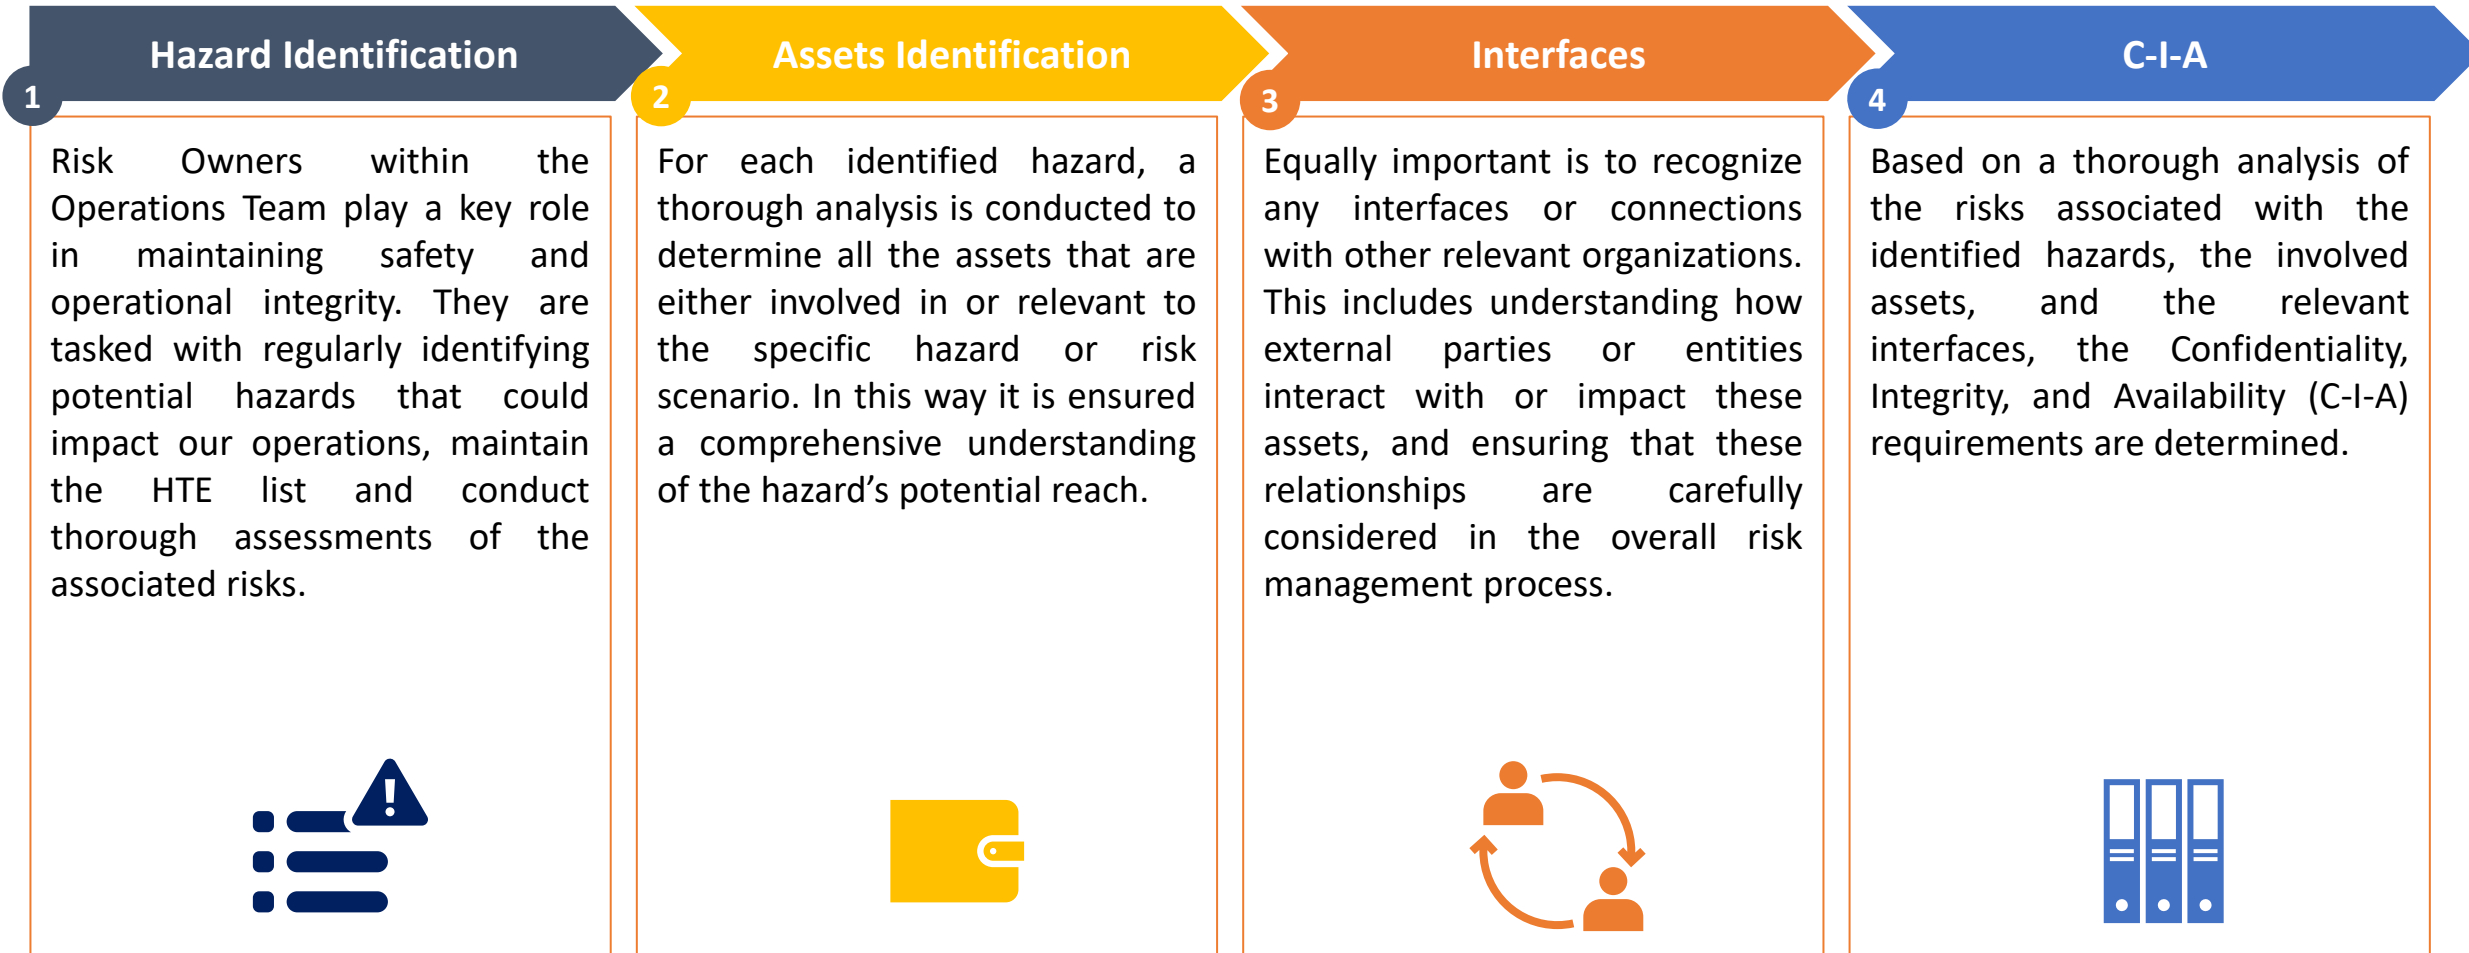 Hazard Identification
1
Risk Owners within the
Operations Team play a key role
in maintaining safety and
operational integrity. They are
tasked with regularly identifying
potential hazards that could
impact our operations, maintain
the HTE list and conduct
thorough assessments of the
associated risks.
Assets Identification
2
For each identified hazard, a
thorough analysis is conducted to
determine all the assets that are
either involved in or relevant to
the specific hazard or risk
scenario. In this way it is ensured
a comprehensive understanding
of the hazard’s potential reach.
Interfaces
3
Equally important is to recognize
any interfaces or connections
with other relevant organizations.
This includes understanding how
external parties or entities
interact with or impact these
assets, and ensuring that these
relationships are carefully
considered in the overall risk
management process.
C-I-A
4
Based on a thorough analysis of
the risks associated with the
identified hazards, the involved
assets, and the relevant
interfaces, the Confidentiality,
Integrity, and Availability (C-I-A)
requirements are determined.